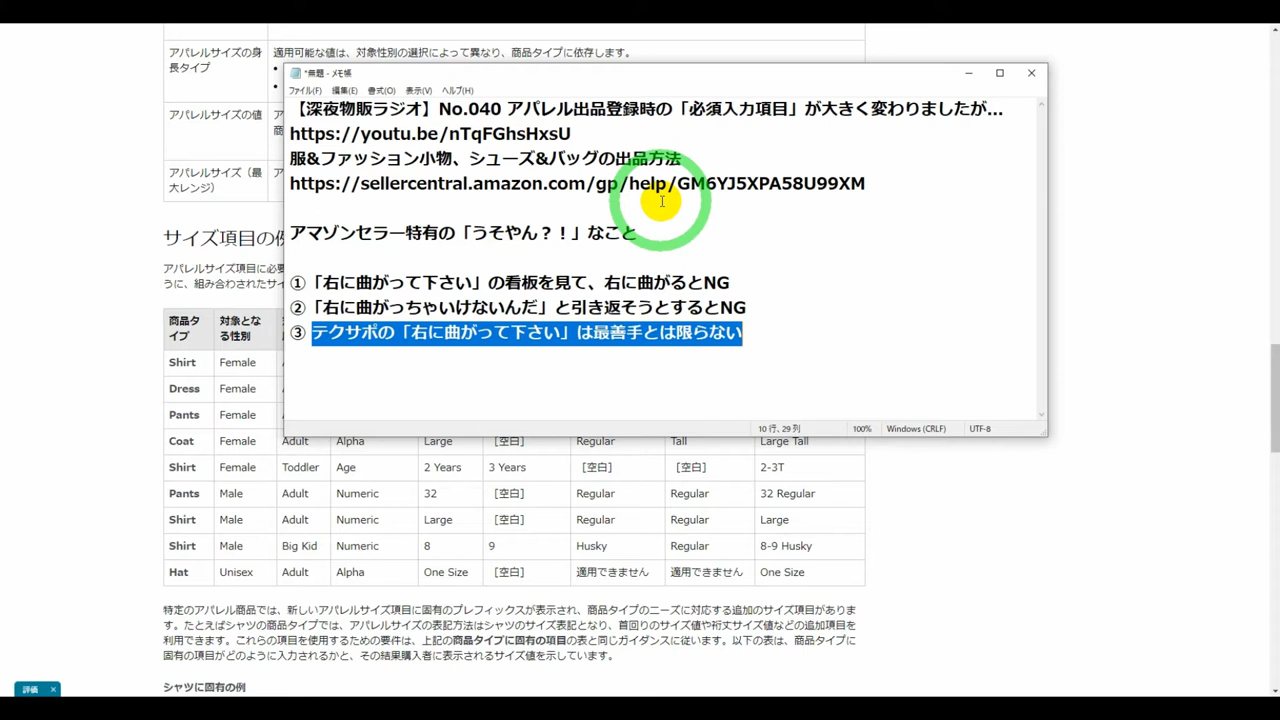 アパレルサイズの身
長タイプ
適用可能な値は、対象性別の選択によって異なり、商品タイプに依存します。
アパレルサイズの値
アパレルサイズ（最
大レンジ）
*無題 - メモ帳
ファイル(F) 編集(E) 書式(O) 表示(V) ヘルプ(H)
【深夜物販ラジオ】No.040 アパレル出品登録時の「必須入力項目」が大きく変わりましたが…
https://youtu.be/nTqFGhsHxsU
服&ファッション小物、シューズ&バッグの出品方法
https://sellercentral.amazon.com/gp/help/GM6YJ5XPA58U99XM
アマゾンセラー特有の「うそやん？！」なこと
①「右に曲がって下さい」の看板を見て、右に曲がるとNG
②「右に曲がっちゃいけないんだ」と引き返そうとするとNG
③ テクサポの「右に曲がって下さい」は最善手とは限らない
10 行、29 列 100% Windows (CRLF) UTF-8
サイズ項目の
アパレルサイズ項目に必
うに、組み合わされたサイ
商品タ
イプ
対象とな
る性別
Shirt Female
Dress Female
Pants Female
Coat Female Adult Alpha Large [空白] Regular Tall Large Tall
Shirt Female Toddler Age 2 Years 3 Years [空白] [空白] 2-3T
Pants Male Adult Numeric 32 [空白] Regular Regular 32 Regular
Shirt Male Adult Numeric Large [空白] Regular Regular Large
Shirt Male Big Kid Numeric 8 9 Husky Regular 8-9 Husky
Hat Unisex Adult Alpha One Size [空白] 適用できません 適用できません One Size
特定のアパレル商品では、新しいアパレルサイズ項目に固有のプレフィックスが表示され、商品タイプのニーズに対応する追加のサイズ項目がありま
す。たとえばシャツの商品タイプでは、アパレルサイズの表記方法はシャツのサイズ表記となり、首回りのサイズ値や裄丈サイズ値などの追加項目を
利用できます。これらの項目を使用するための要件は、上記の商品タイプに固有の項目の表と同じガイダンスに従います。以下の表は、商品タイプに
固有の項目がどのように入力されるかと、その結果購入者に表示されるサイズ値を示しています。
シャツに固有の例
評価 ×